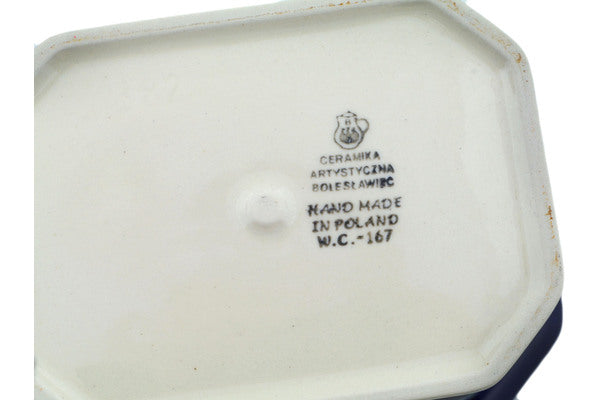 CERAMIKA
ARTYSTYCZNA
BOLESŁAWIEC
HAND MADE
IN POLAND
W.C.-167